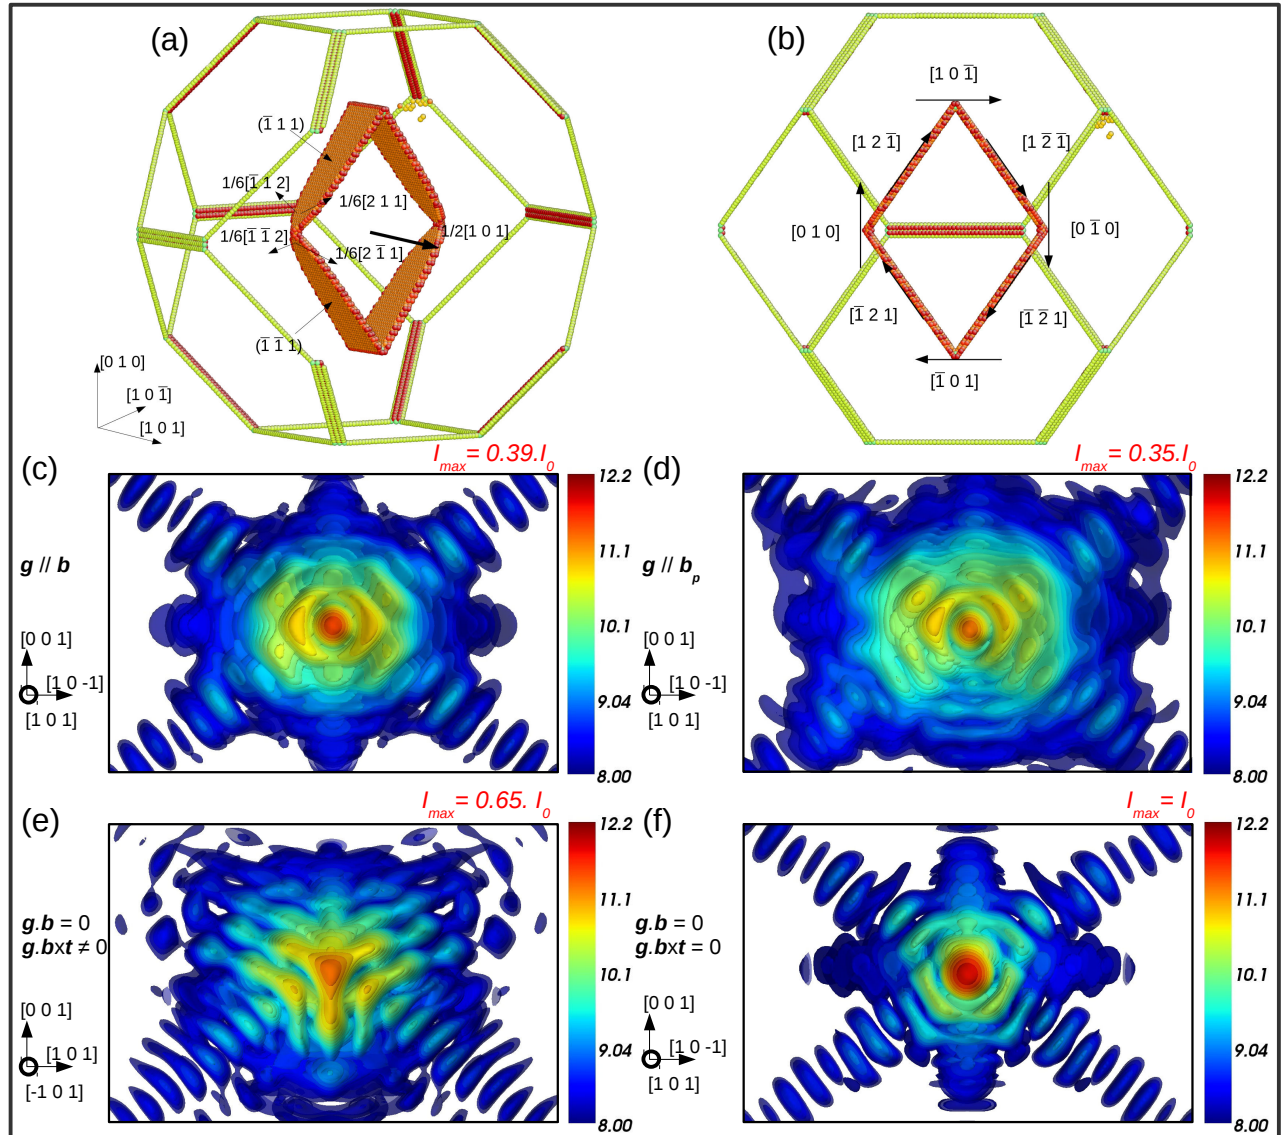 (a)
(b)
[1 0 1̅]
(1̅ 1 1)
[1 2 1̅]
[1 2̅ 1̅]
1/6[1̅ 1 2]
1/6[2 1 1]
1/6[1̅ 1̅ 2]
1/2[1 0 1]
[0 1 0]
[0 1̅ 0]
1/6[2 1̅ 1]
(1̅ 1̅ 1)
[1̅ 2 1]
[1̅ 2̅ 1]
[1̅ 0 1]
[0 1 0]
[1 0 1̅]
[1 0 1]
(c)
I_max= 0.39.I_0
12.2
11.1
10.1
9.04
8.00
g // b
[0 0 1]
[1 0 -1]
[1 0 1]
(d)
I_max= 0.35.I_0
12.2
11.1
10.1
9.04
8.00
g // b_p
[0 0 1]
[1 0 -1]
[1 0 1]
(e)
I_max= 0.65. I_0
12.2
11.1
10.1
9.04
8.00
g.b = 0
g.b×t ≠ 0
[0 0 1]
[1 0 1]
[-1 0 1]
(f)
I_max= I_0
12.2
11.1
10.1
9.04
8.00
g.b = 0
g.b×t = 0
[0 0 1]
[1 0 -1]
[1 0 1]